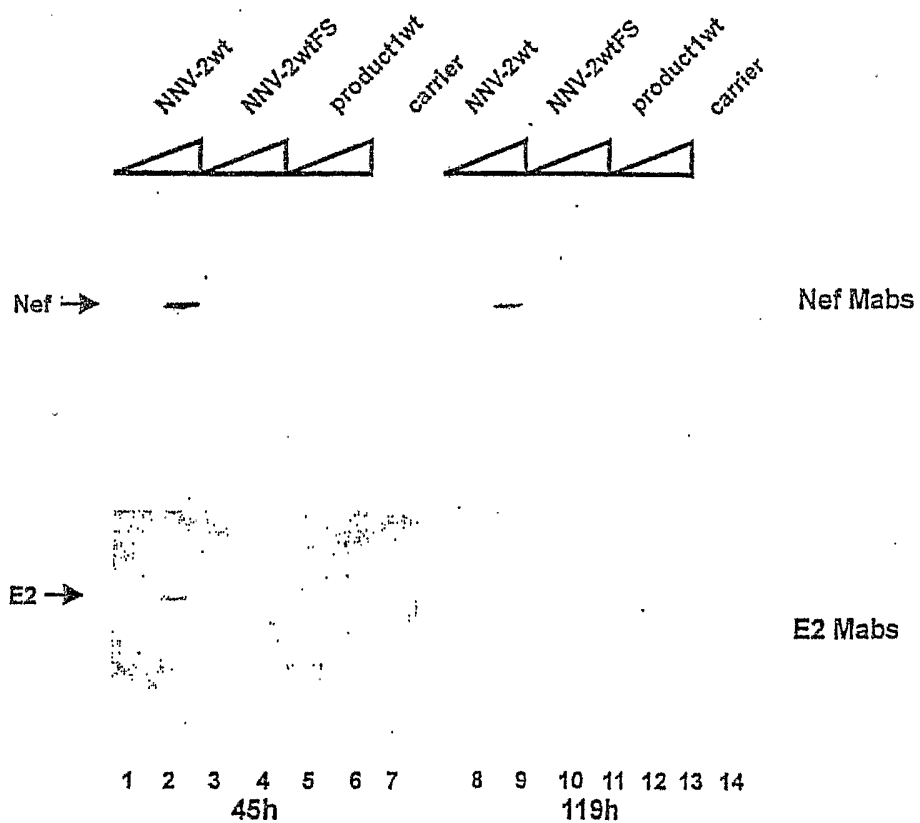 NNV-2wt NNV-2wtFS product1wt carrier NNV-2wt NNV-2wtFS product1wt carrier
Nef Nef Mabs
E2
E2 Mabs
1 2 3 4 5 6 7 8 9 10 11 12 13 14
45h 119h